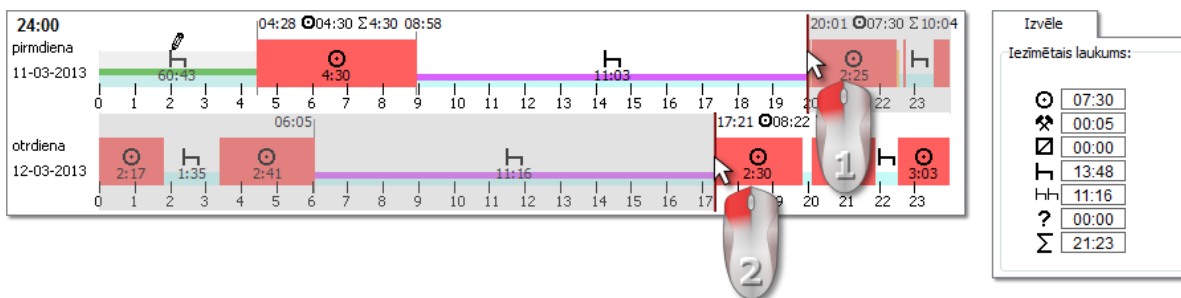 24:00 04:28 04:30 Σ4:30 08:58 20:01 07:30 Σ10:04
pirmdiena
11-03-2013 60:43 4:30 11:03 2:25
0 1 2 3 4 5 6 7 8 9 10 11 12 13 14 15 16 17 18 19 20 22 23
06:05 17:21 08:22
otrdiena
12-03-2013 2:17 1:35 2:41 11:16 2:30 3:03
0 1 2 3 4 5 6 7 8 9 10 11 12 13 14 15 16 17 19 20 21 22 23
1
2
Izvēle
Iezīmētais laukums:
07:30
00:05
00:00
13:48
11:16
? 00:00
Σ 21:23